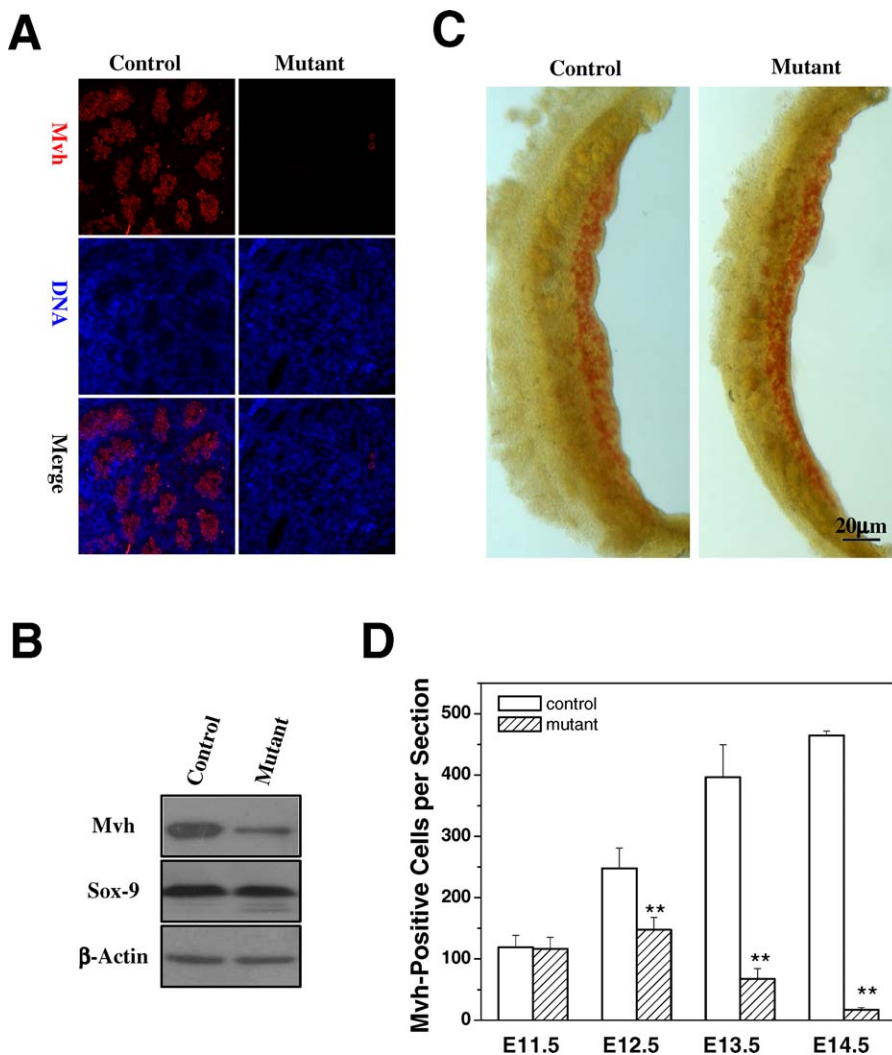 A
Control Mutant
Mvh
DNA
Merge
B
Control
Mutant
Mvh
Sox-9
β-Actin
C
Control Mutant
20µm
D
Mvh-Positive Cells per Section
control
mutant
500
400
300
200
100
0
**
**
**
E11.5 E12.5 E13.5 E14.5